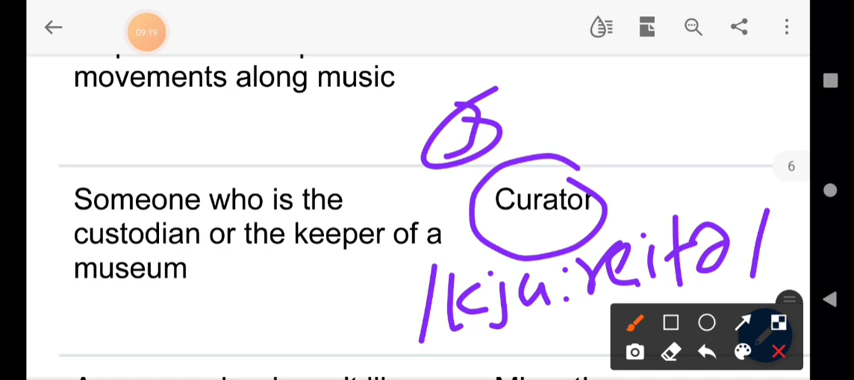 09:19
movements along music
6
Someone who is the
custodian or the keeper of a
museum
Curator
/kju:reitə/